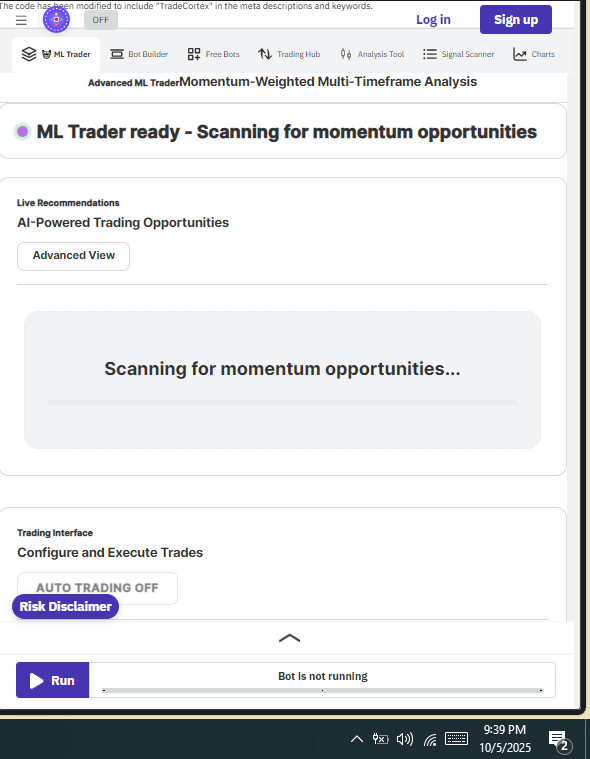 The code has been modified to include "TradeCortex" in the meta descriptions and keywords.
OFF
Log in
Sign up
ML Trader
Bot Builder
Free Bots
Trading Hub
Analysis Tool
Signal Scanner
Charts
Advanced ML TraderMomentum-Weighted Multi-Timeframe Analysis
ML Trader ready - Scanning for momentum opportunities
Live Recommendations
AI-Powered Trading Opportunities
Advanced View
Scanning for momentum opportunities...
Trading Interface
Configure and Execute Trades
AUTO TRADING OFF
Risk Disclaimer
Run
Bot is not running
9:39 PM
10/5/2025
2